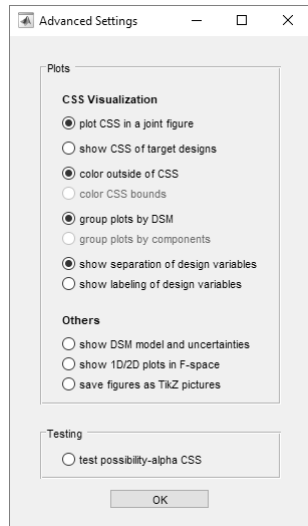 Advanced Settings
Plots
CSS Visualization
plot CSS in a joint figure
show CSS of target designs
color outside of CSS
color CSS bounds
group plots by DSM
group plots by components
show separation of design variables
show labeling of design variables
Others
show DSM model and uncertainties
show 1D/2D plots in F-space
save figures as TikZ pictures
Testing
test possibility-alpha CSS
OK